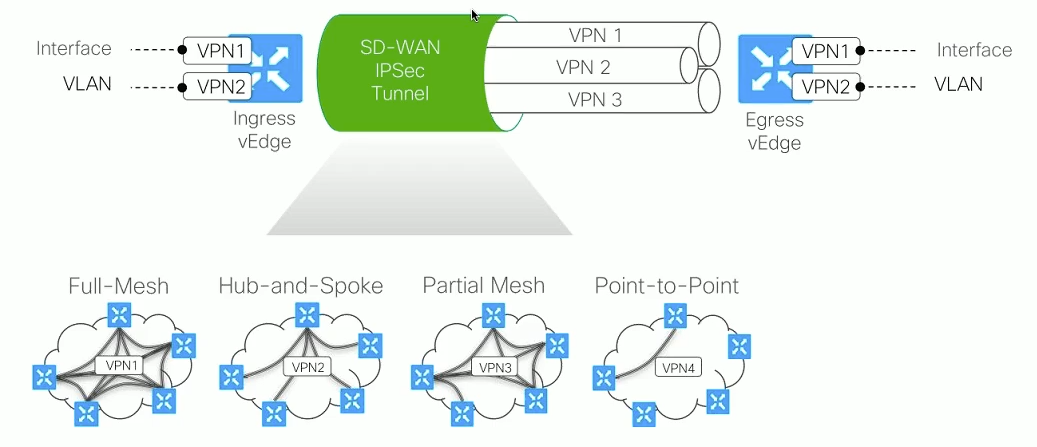 Interface
VPN1
VLAN
VPN2
Ingress
vEdge
SD-WAN
IPSec
Tunnel
VPN 1
VPN 2
VPN 3
VPN1
Interface
VPN2
VLAN
Egress
vEdge
Full-Mesh
Hub-and-Spoke
Partial Mesh
Point-to-Point
VPN1
VPN2
VPN3
VPN4